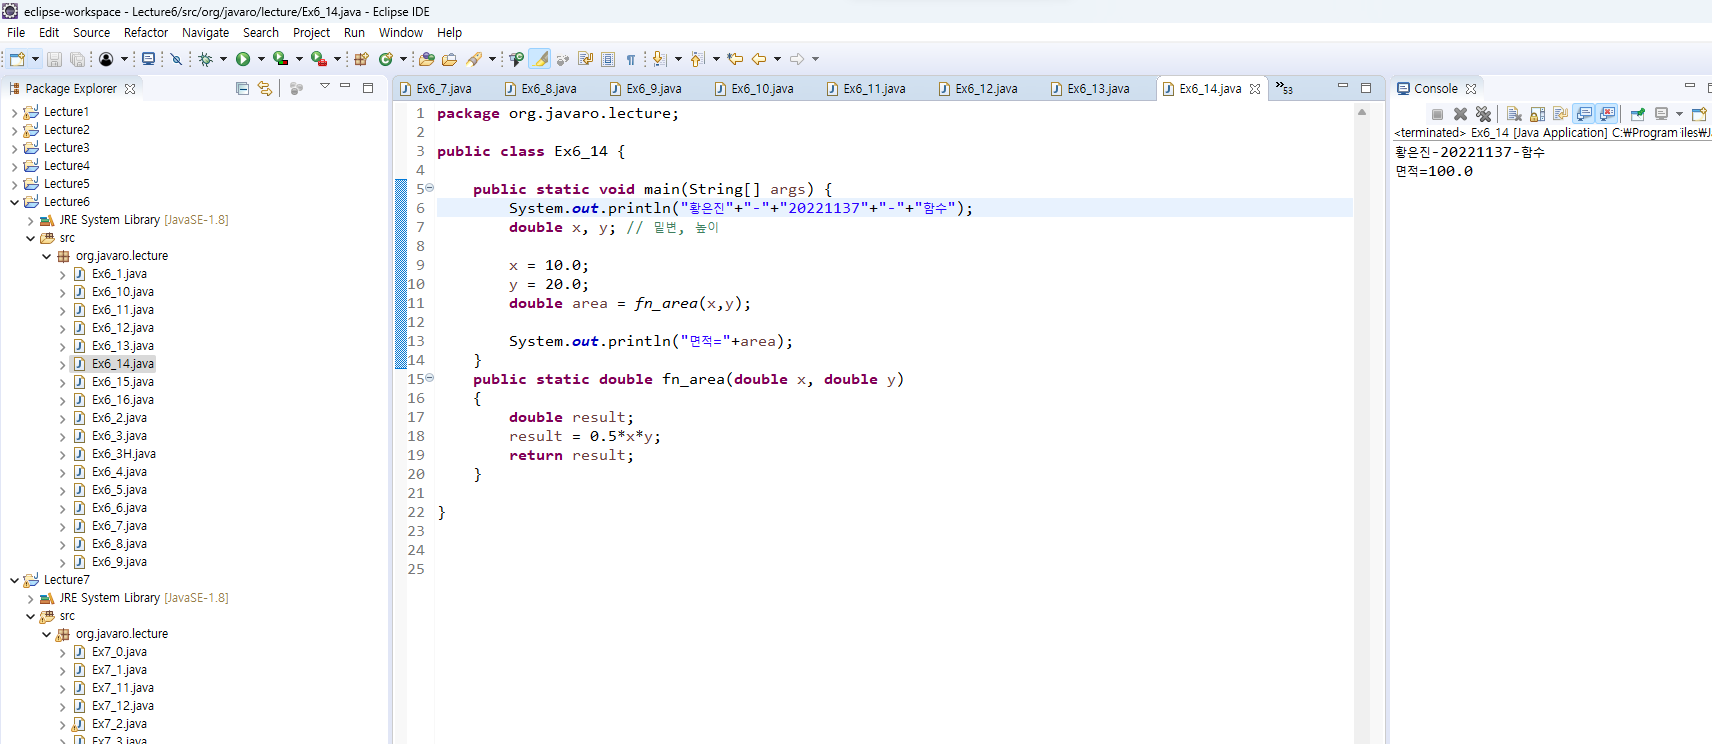 eclipse-workspace - Lecture6/src/org/javaro/lecture/Ex6_14.java - Eclipse IDE
File Edit Source Refactor Navigate Search Project Run Window Help
Package Explorer
Lecture1
Lecture2
Lecture3
Lecture4
Lecture5
Lecture6
JRE System Library [JavaSE-1.8]
src
org.javaro.lecture
Ex6_1.java
Ex6_10.java
Ex6_11.java
Ex6_12.java
Ex6_13.java
Ex6_14.java
Ex6_15.java
Ex6_16.java
Ex6_2.java
Ex6_3.java
Ex6_3H.java
Ex6_4.java
Ex6_5.java
Ex6_6.java
Ex6_7.java
Ex6_8.java
Ex6_9.java
Lecture7
JRE System Library [JavaSE-1.8]
src
org.javaro.lecture
Ex7_0.java
Ex7_1.java
Ex7_11.java
Ex7_12.java
Ex7_2.java
Ex7_3.java
Ex6_7.java Ex6_8.java Ex6_9.java Ex6_10.java Ex6_11.java Ex6_12.java Ex6_13.java Ex6_14.java »53
1 package org.javaro.lecture;
2
3 public class Ex6_14 {
4
5 public static void main(String[] args) {
6 System.out.println("황은진"+"-"+"20221137"+"-"+"함수");
7 double x, y; // 밑변, 높이
8
9 x = 10.0;
10 y = 20.0;
11 double area = fn_area(x,y);
12
13 System.out.println("면적="+area);
14 }
15 public static double fn_area(double x, double y)
16 {
17 double result;
18 result = 0.5*x*y;
19 return result;
20 }
21
22 }
23
24
25
Console
<terminated> Ex6_14 [Java Application] C:₩Program
황은진-20221137-함수
면적=100.0